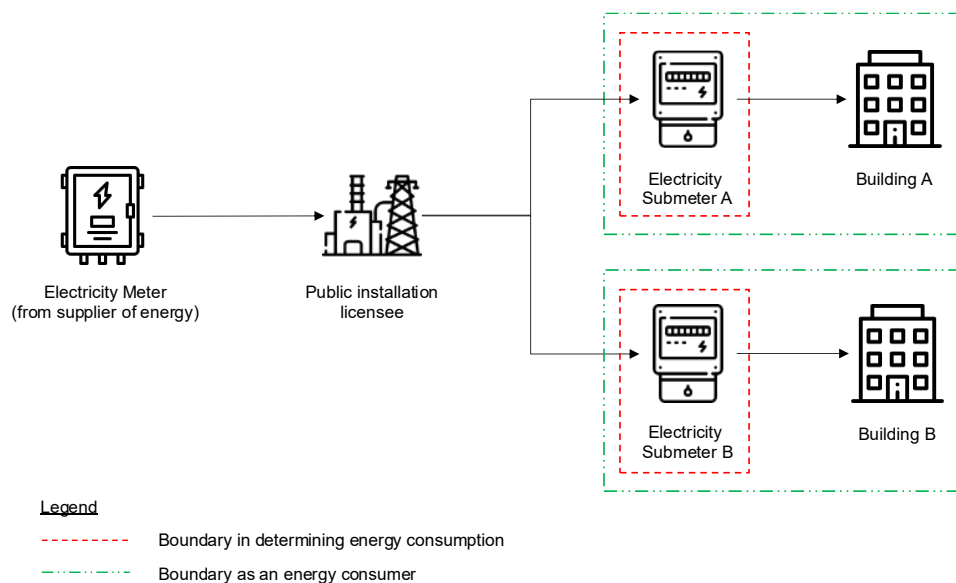 Electricity
Submeter A
Building A
Electricity Meter
(from supplier of energy)
Public installation
licensee
Electricity
Submeter B
Building B
Legend
Boundary in determining energy consumption
Boundary as an energy consumer